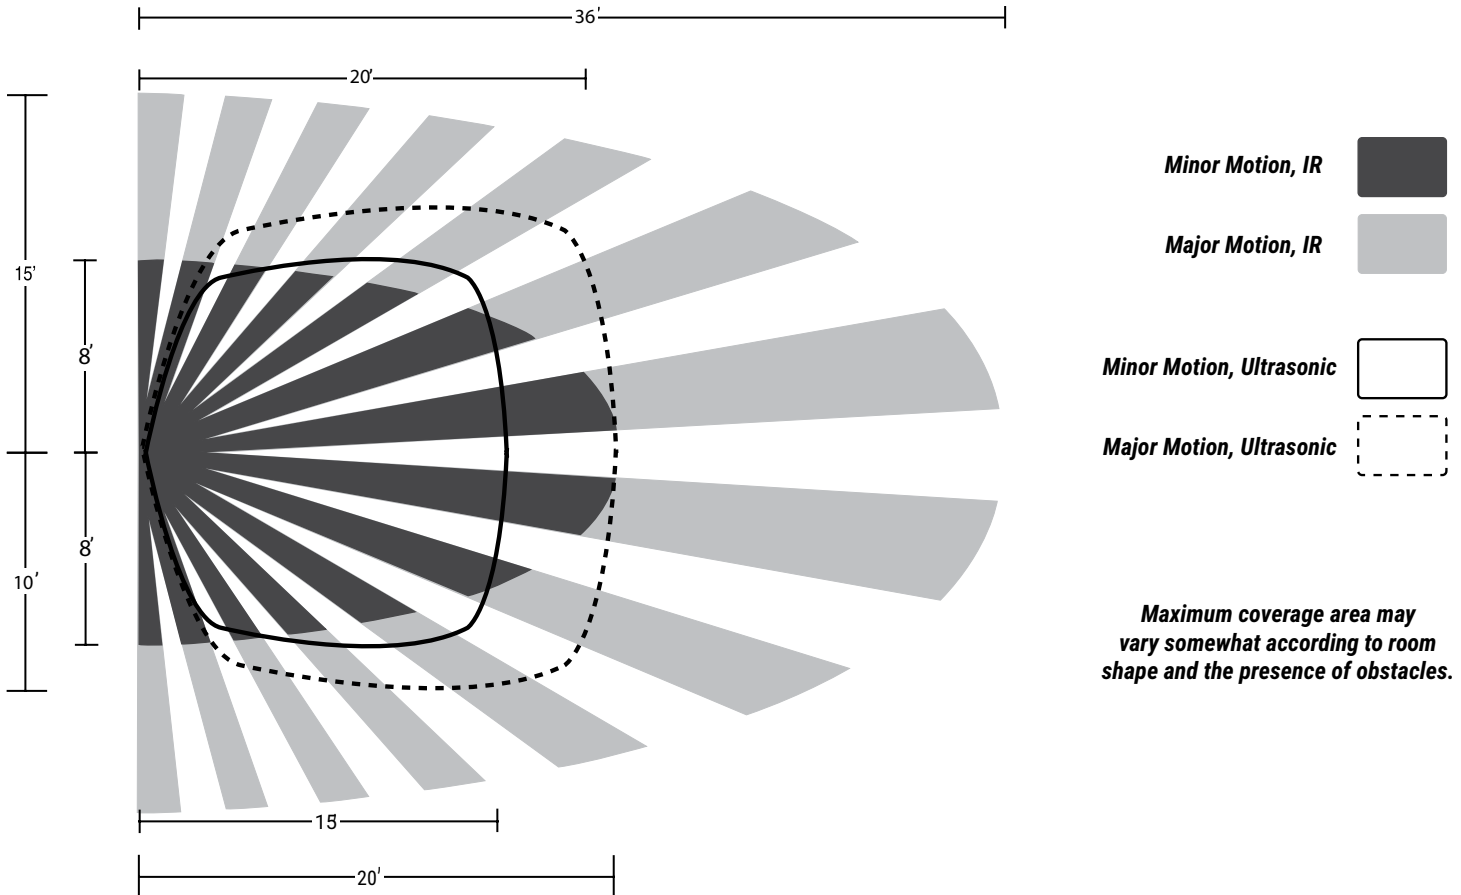 36'
20'
15'
8'
8'
10'
15
20'
Minor Motion, IR
Major Motion, IR
Minor Motion, Ultrasonic
Major Motion, Ultrasonic
Maximum coverage area may
vary somewhat according to room
shape and the presence of obstacles.